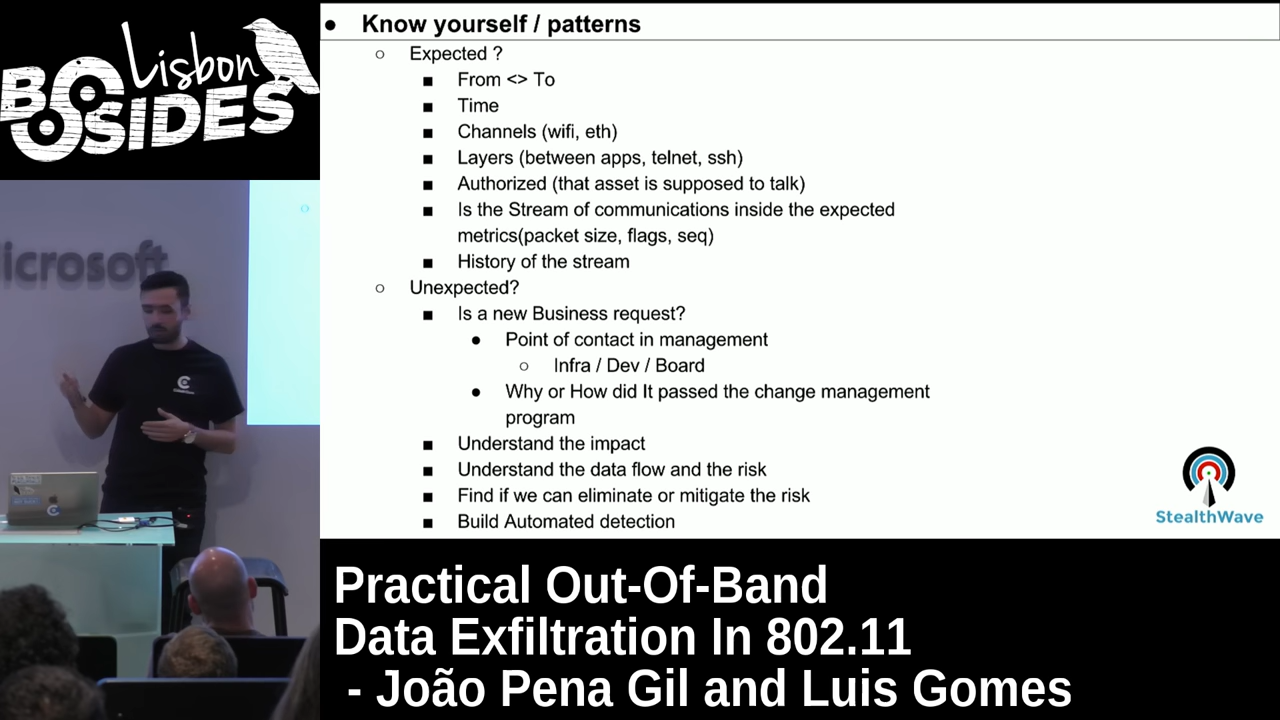 Lisbon
BSIDES
Microsoft
● Know yourself / patterns
○ Expected ?
■ From <> To
■ Time
■ Channels (wifi, eth)
■ Layers (between apps, telnet, ssh)
■ Authorized (that asset is supposed to talk)
■ Is the Stream of communications inside the expected
metrics(packet size, flags, seq)
■ History of the stream
○ Unexpected?
■ Is a new Business request?
● Point of contact in management
○ Infra / Dev / Board
● Why or How did It passed the change management
program
■ Understand the impact
■ Understand the data flow and the risk
■ Find if we can eliminate or mitigate the risk
■ Build Automated detection
StealthWave
Practical Out-Of-Band
Data Exfiltration In 802.11
- João Pena Gil and Luis Gomes